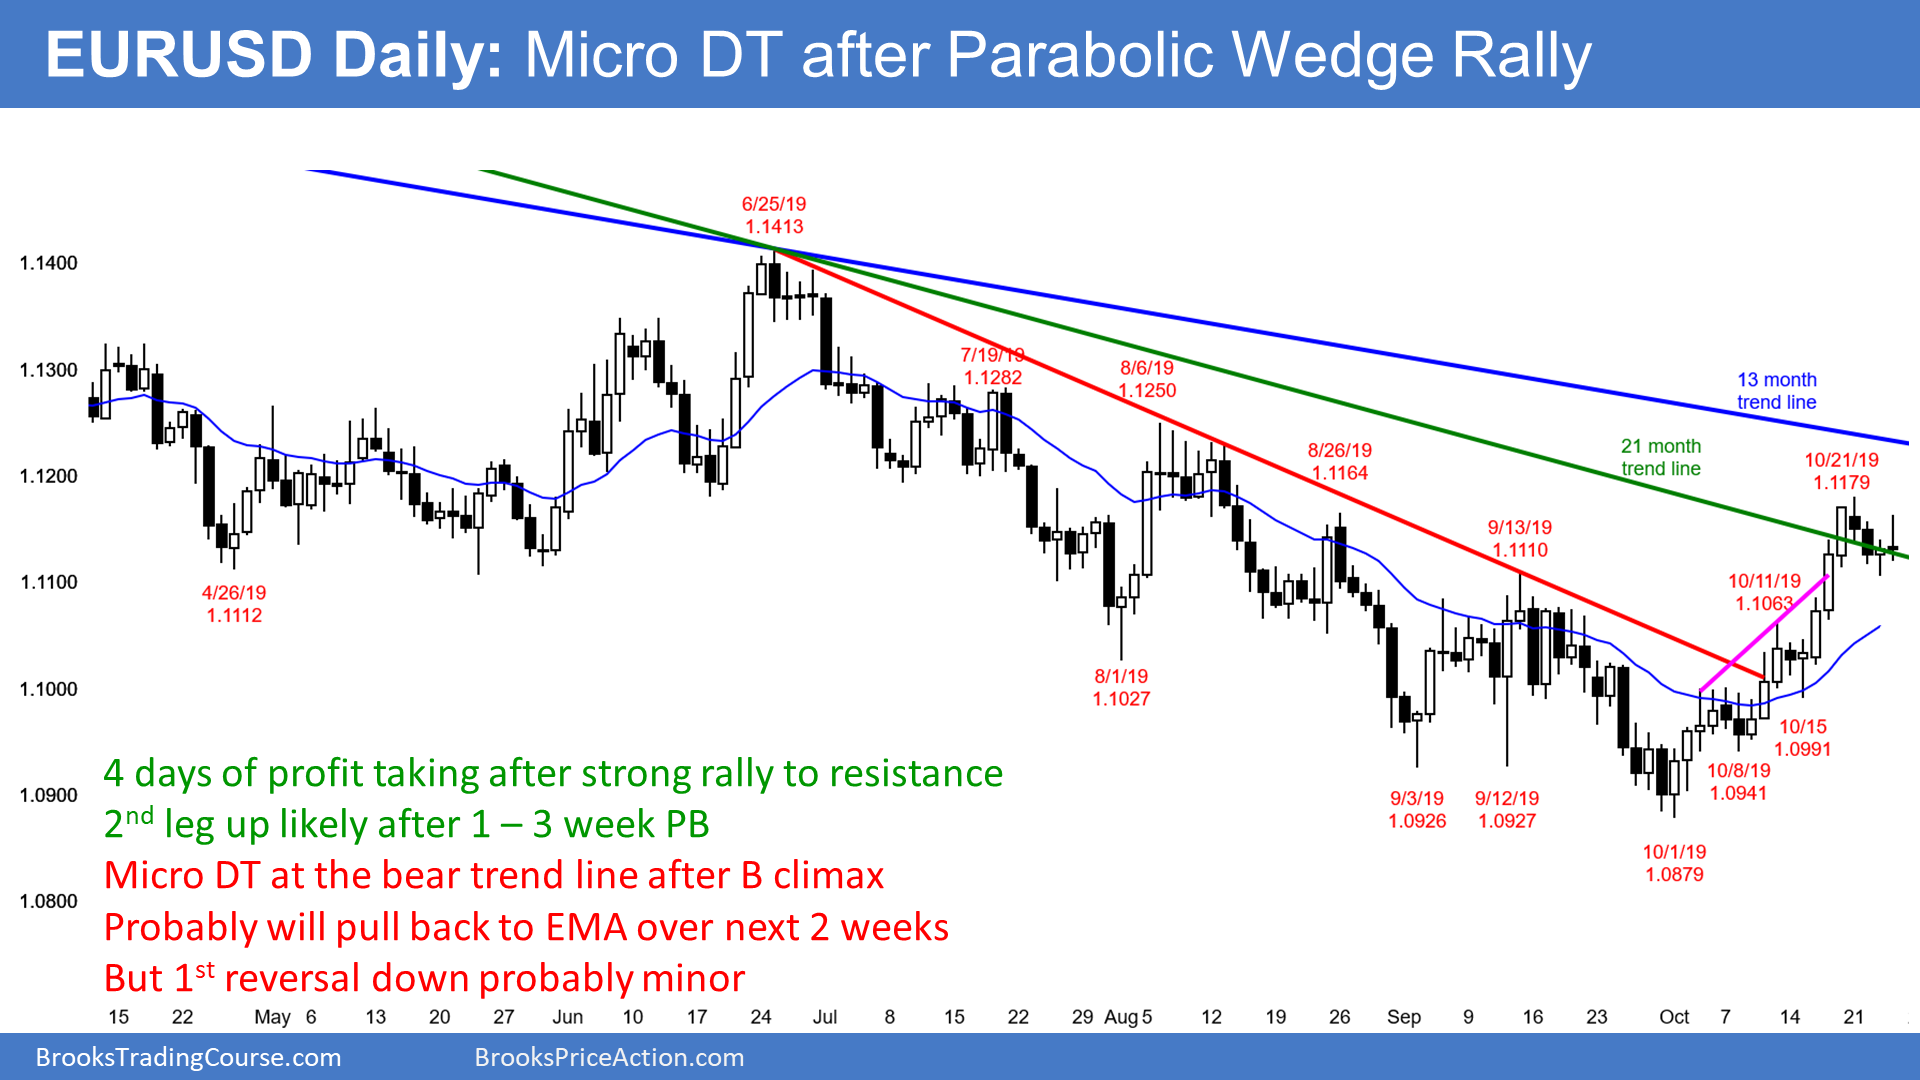 EURUSD Daily: Micro DT after Parabolic Wedge Rally
6/25/19
1.1413
1.1400
7/19/19
1.1282
8/6/19
1.1250
1.1300
13 month
trend line
8/26/19
1.1164
21 month
trend line
10/21/19
1.1179
1.1200
9/13/19
1.1110
1.1100
4/26/19
1.1112
10/11/19
1.1063
8/1/19
1.1027
1.1000
10/15
1.0991
10/8/19
1.0941
9/3/19
1.0926
9/12/19
1.0927
1.0900
10/1/19
1.0879
1.0800
4 days of profit taking after strong rally to resistance
2nd leg up likely after 1 – 3 week PB
Micro DT at the bear trend line after B climax
Probably will pull back to EMA over next 2 weeks
But 1st reversal down probably minor
15 22 May 6 13 20 27 Jun 10 17 24 Jul 8 15 22 29 Aug 5 12 19 26 Sep 9 16 23 Oct 7 14 21
BrooksTradingCourse.com BrooksPriceAction.com